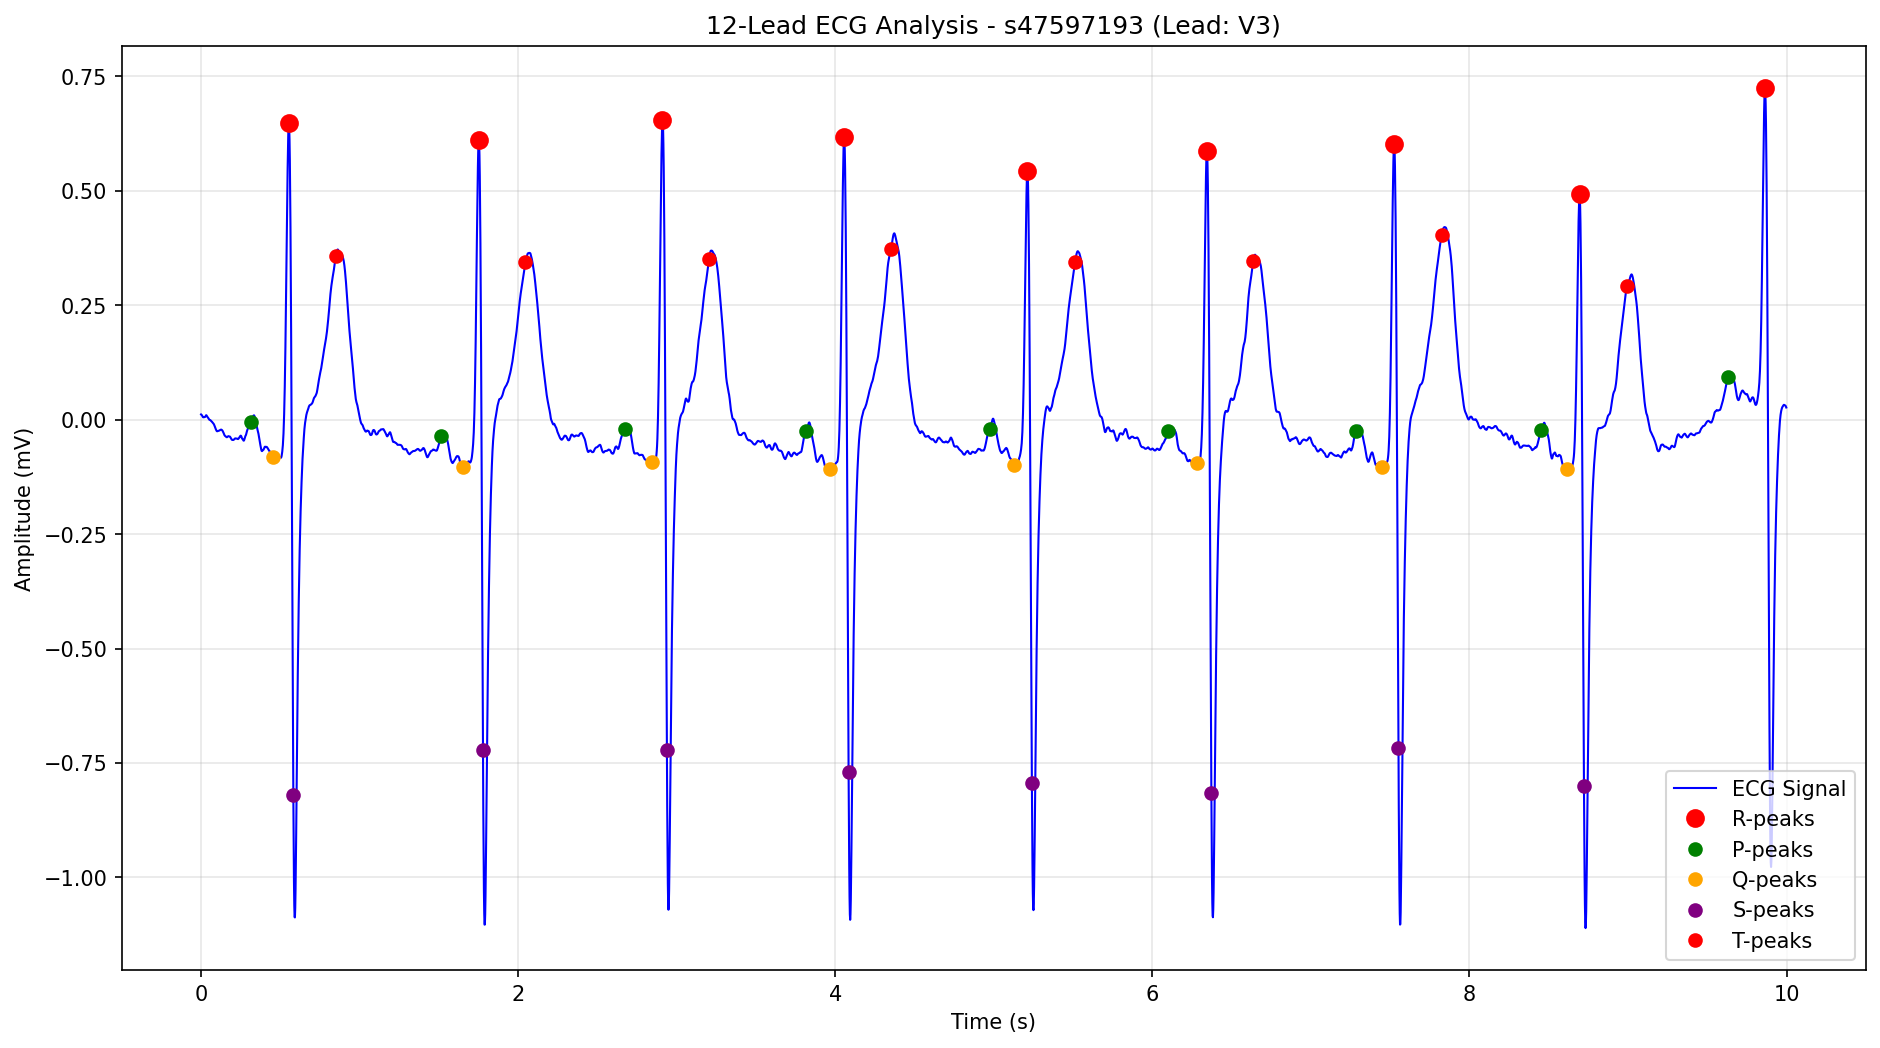 12-Lead ECG Analysis - s47597193 (Lead: V3)
0.75
0.50
0.25
0.00
−0.25
−0.50
−0.75
−1.00
Amplitude (mV)
0 2 4 6 8 10
Time (s)
ECG Signal
R-peaks
P-peaks
Q-peaks
S-peaks
T-peaks